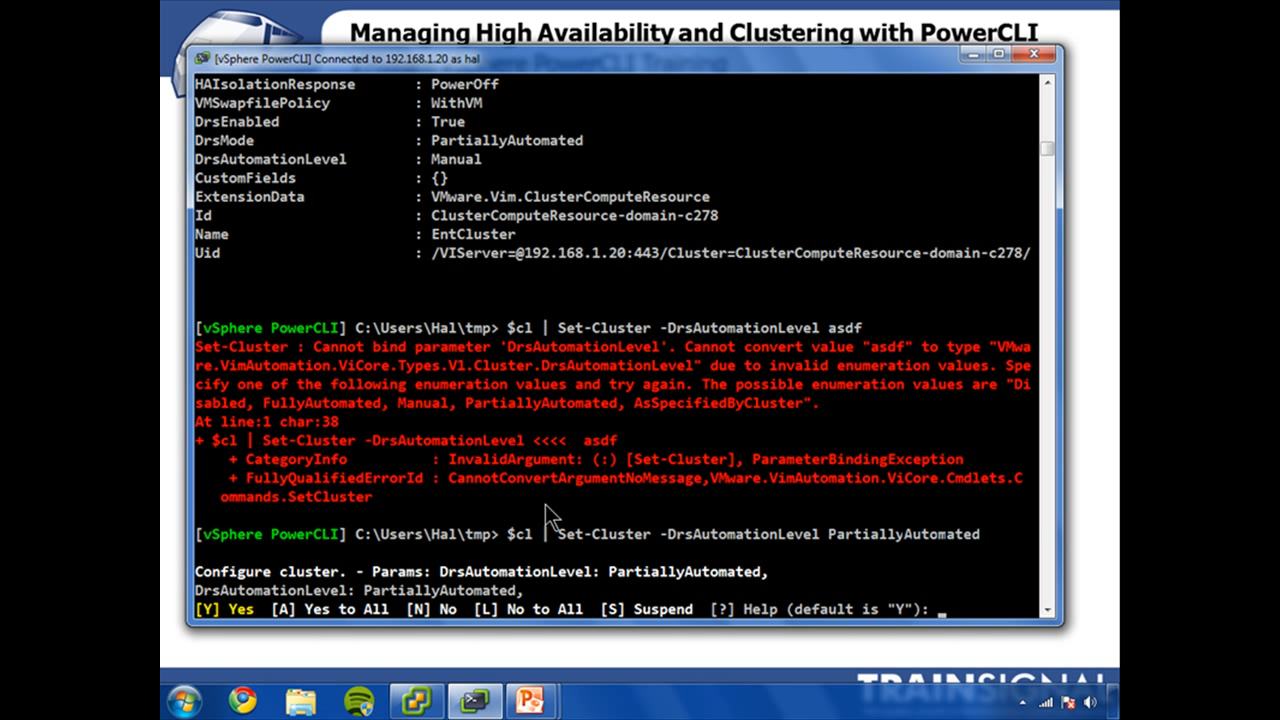 Managing High Availability and Clustering with PowerCLI
[vSphere PowerCLI] Connected to 192.168.1.20 as hal
HAIsolationResponse : PowerOff
VMSwapfilePolicy : WithVM
DrsEnabled : True
DrsMode : PartiallyAutomated
DrsAutomationLevel : Manual
CustomFields : {}
ExtensionData : VMware.Vim.ClusterComputeResource
Id : ClusterComputeResource-domain-c278
Name : EntCluster
Uid : /VIServer=@192.168.1.20:443/Cluster=ClusterComputeResource-domain-c278/
[vSphere PowerCLI] C:\Users\Hal\tmp> $cl | Set-Cluster -DrsAutomationLevel asdf
Set-Cluster : Cannot bind parameter 'DrsAutomationLevel'. Cannot convert value "asdf" to type "VMwa
re.VimAutomation.ViCore.Types.V1.Cluster.DrsAutomationLevel" due to invalid enumeration values. Spe
cify one of the following enumeration values and try again. The possible enumeration values are "Di
sabled, FullyAutomated, Manual, PartiallyAutomated, AsSpecifiedByCluster".
At line:1 char:38
+ $cl | Set-Cluster -DrsAutomationLevel <<<< asdf
+ CategoryInfo : InvalidArgument: (:) [Set-Cluster], ParameterBindingException
+ FullyQualifiedErrorId : CannotConvertArgumentNoMessage,VMware.VimAutomation.ViCore.Cmdlets.C
ommands.SetCluster
[vSphere PowerCLI] C:\Users\Hal\tmp> $cl | Set-Cluster -DrsAutomationLevel PartiallyAutomated
Configure cluster. - Params: DrsAutomationLevel: PartiallyAutomated,
DrsAutomationLevel: PartiallyAutomated,
[Y] Yes [A] Yes to All [N] No [L] No to All [S] Suspend [?] Help (default is "Y"): _
TRAINSIGNAL